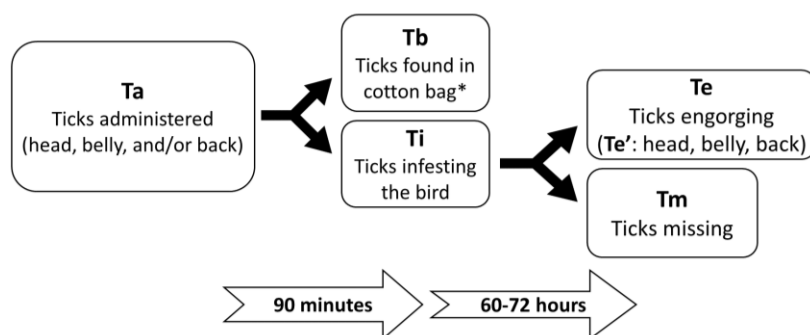 Ta
Ticks administered
(head, belly, and/or back)
Tb
Ticks found in
cotton bag*
Ti
Ticks infesting
the bird
Te
Ticks engorging
(Te’: head, belly, back)
Tm
Ticks missing
90 minutes
60-72 hours